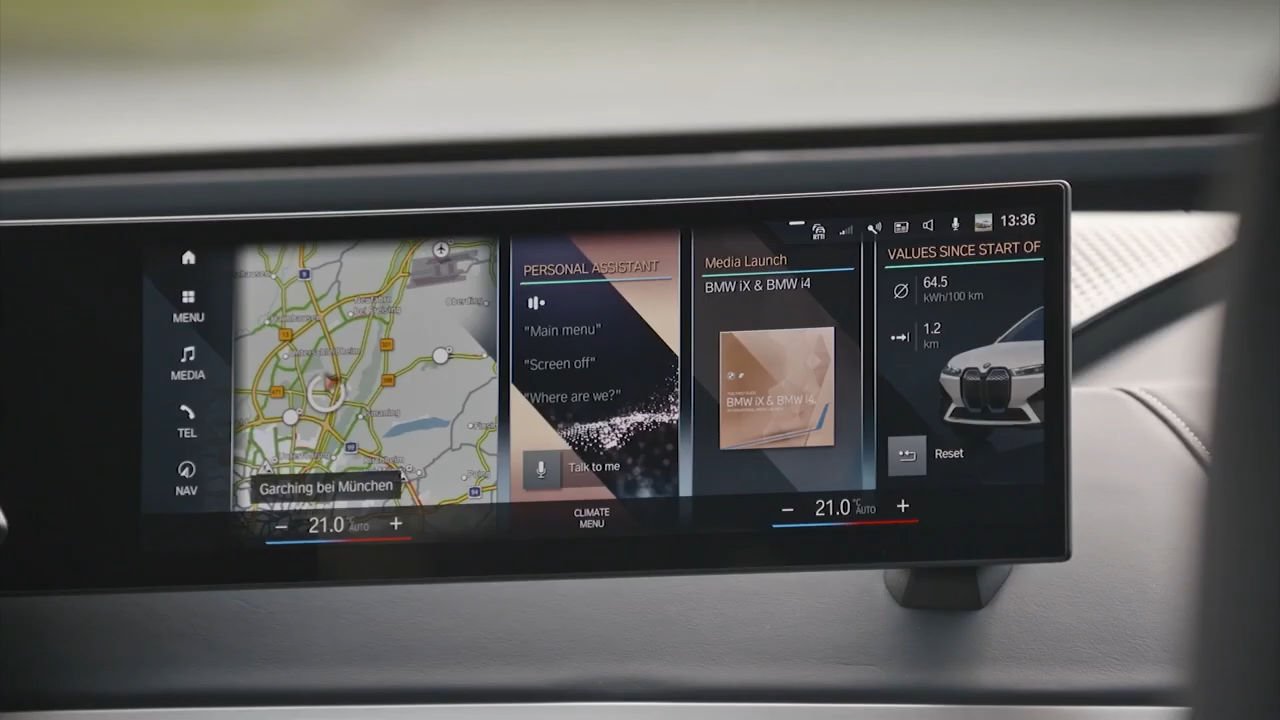 13:36
MENU
MEDIA
TEL
NAV
Garching bei München
PERSONAL ASSISTANT
"Main menu"
"Screen off"
"Where are we?"
Talk to me
Media Launch
BMW iX & BMW i4
BMW iX & BMW i4.
VALUES SINCE START OF
64.5
kWh/100 km
1.2
km
Reset
− 21.0 °C AUTO +
CLIMATE
MENU
− 21.0 °C AUTO +